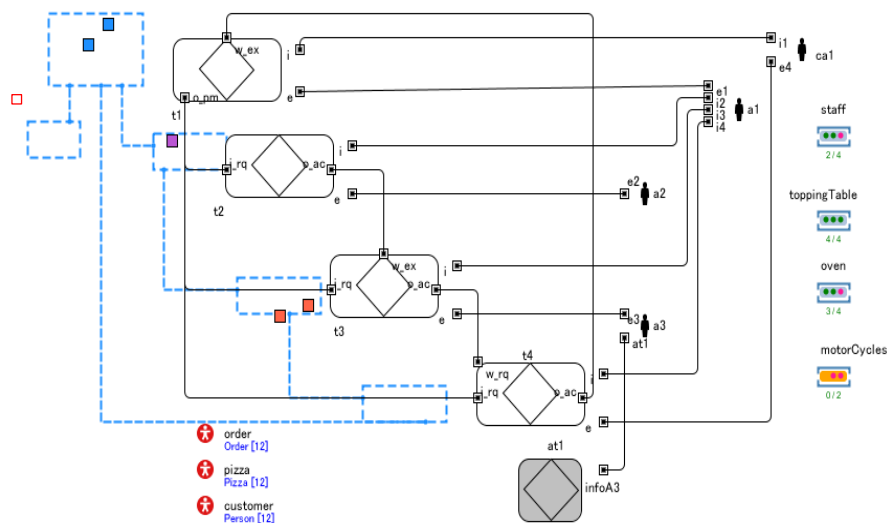 w_ex
i
i1
ca1
e4
o_pm
e
e1
i2
i3
a1
i4
t1
staff
2/4
i
i_rq
o_ac
t2
e
e2
a2
toppingTable
4/4
w_ex
i
i_rq
o_ac
oven
3/4
t3
e
e3
a3
at1
t4
w_rq
i
i_rq
o_ac
motorCycles
0/2
e
order
Order [12]
at1
pizza
Pizza [12]
infoA3
customer
Person [12]